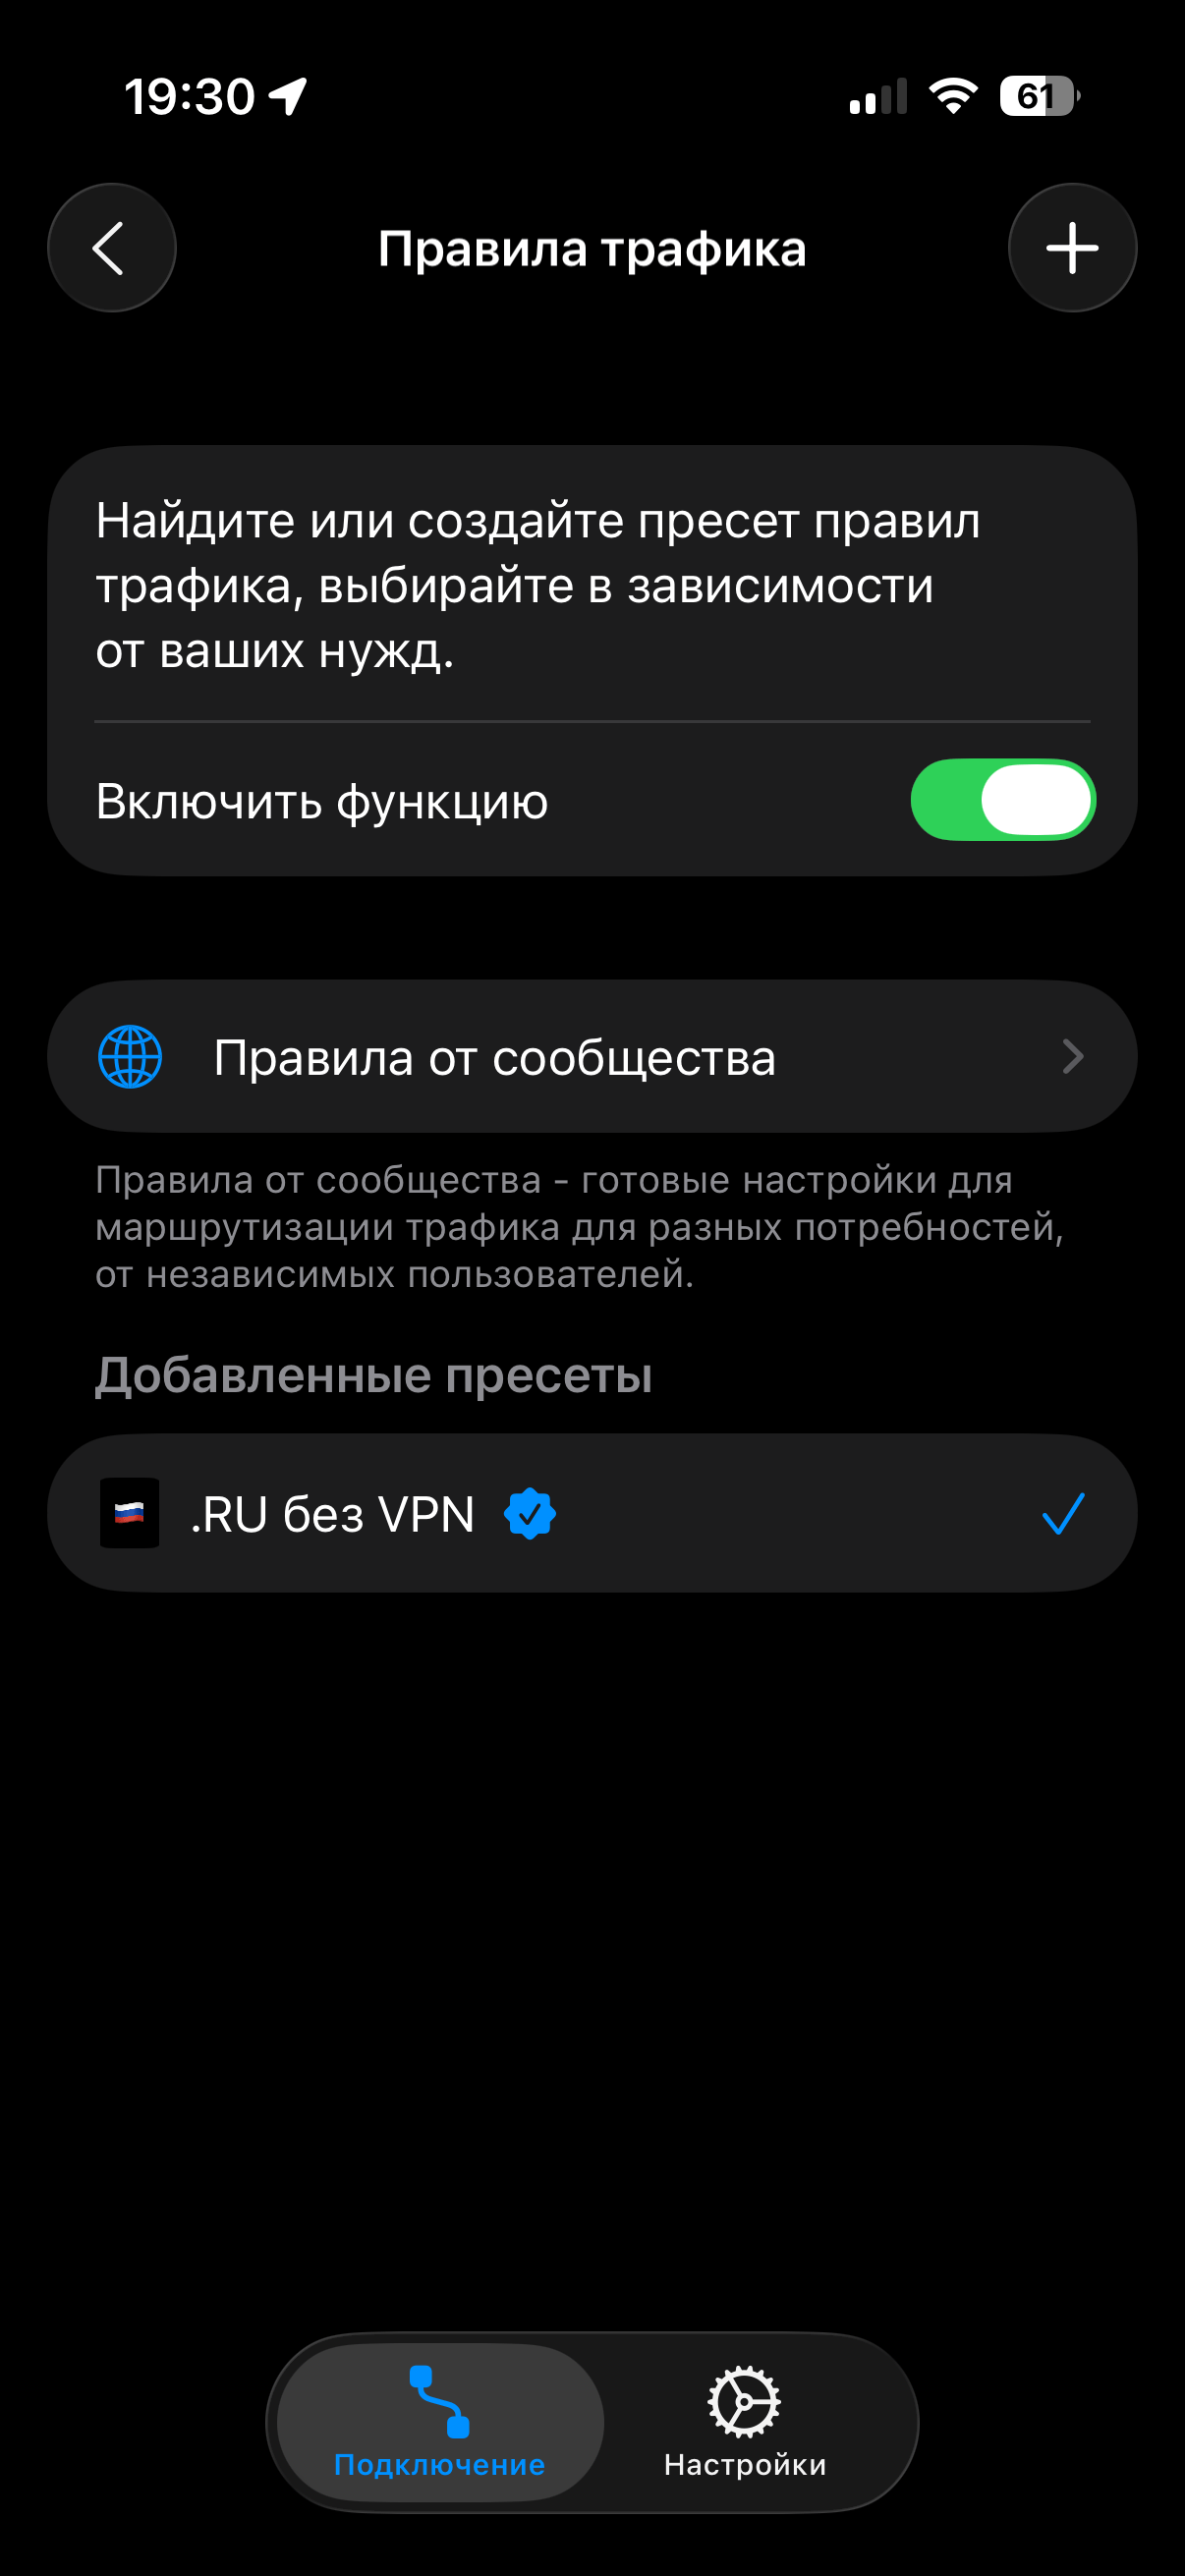 19:30
61
Правила трафика
Найдите или создайте пресет правил
трафика, выбирайте в зависимости
от ваших нужд.
Включить функцию
Правила от сообщества
Правила от сообщества - готовые настройки для
маршрутизации трафика для разных потребностей,
от независимых пользователей.
Добавленные пресеты
.RU без VPN
Подключение
Настройки